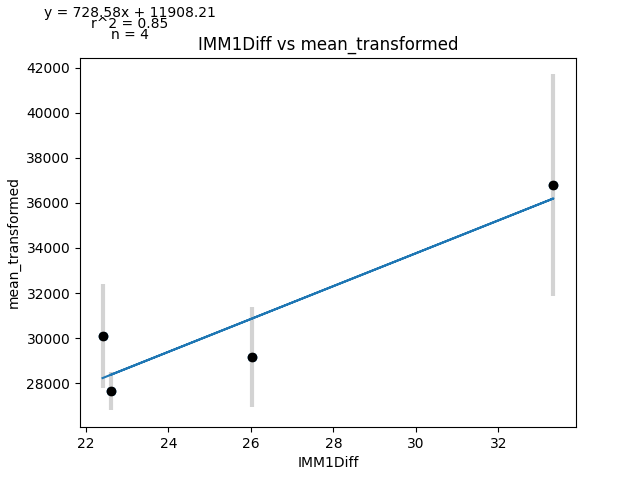 y = 728.58x + 11908.21
r^2 = 0.85
n = 4
IMM1Diff vs mean_transformed
42000
40000
38000
36000
34000
32000
30000
28000
mean_transformed
22 24 26 28 30 32
IMM1Diff